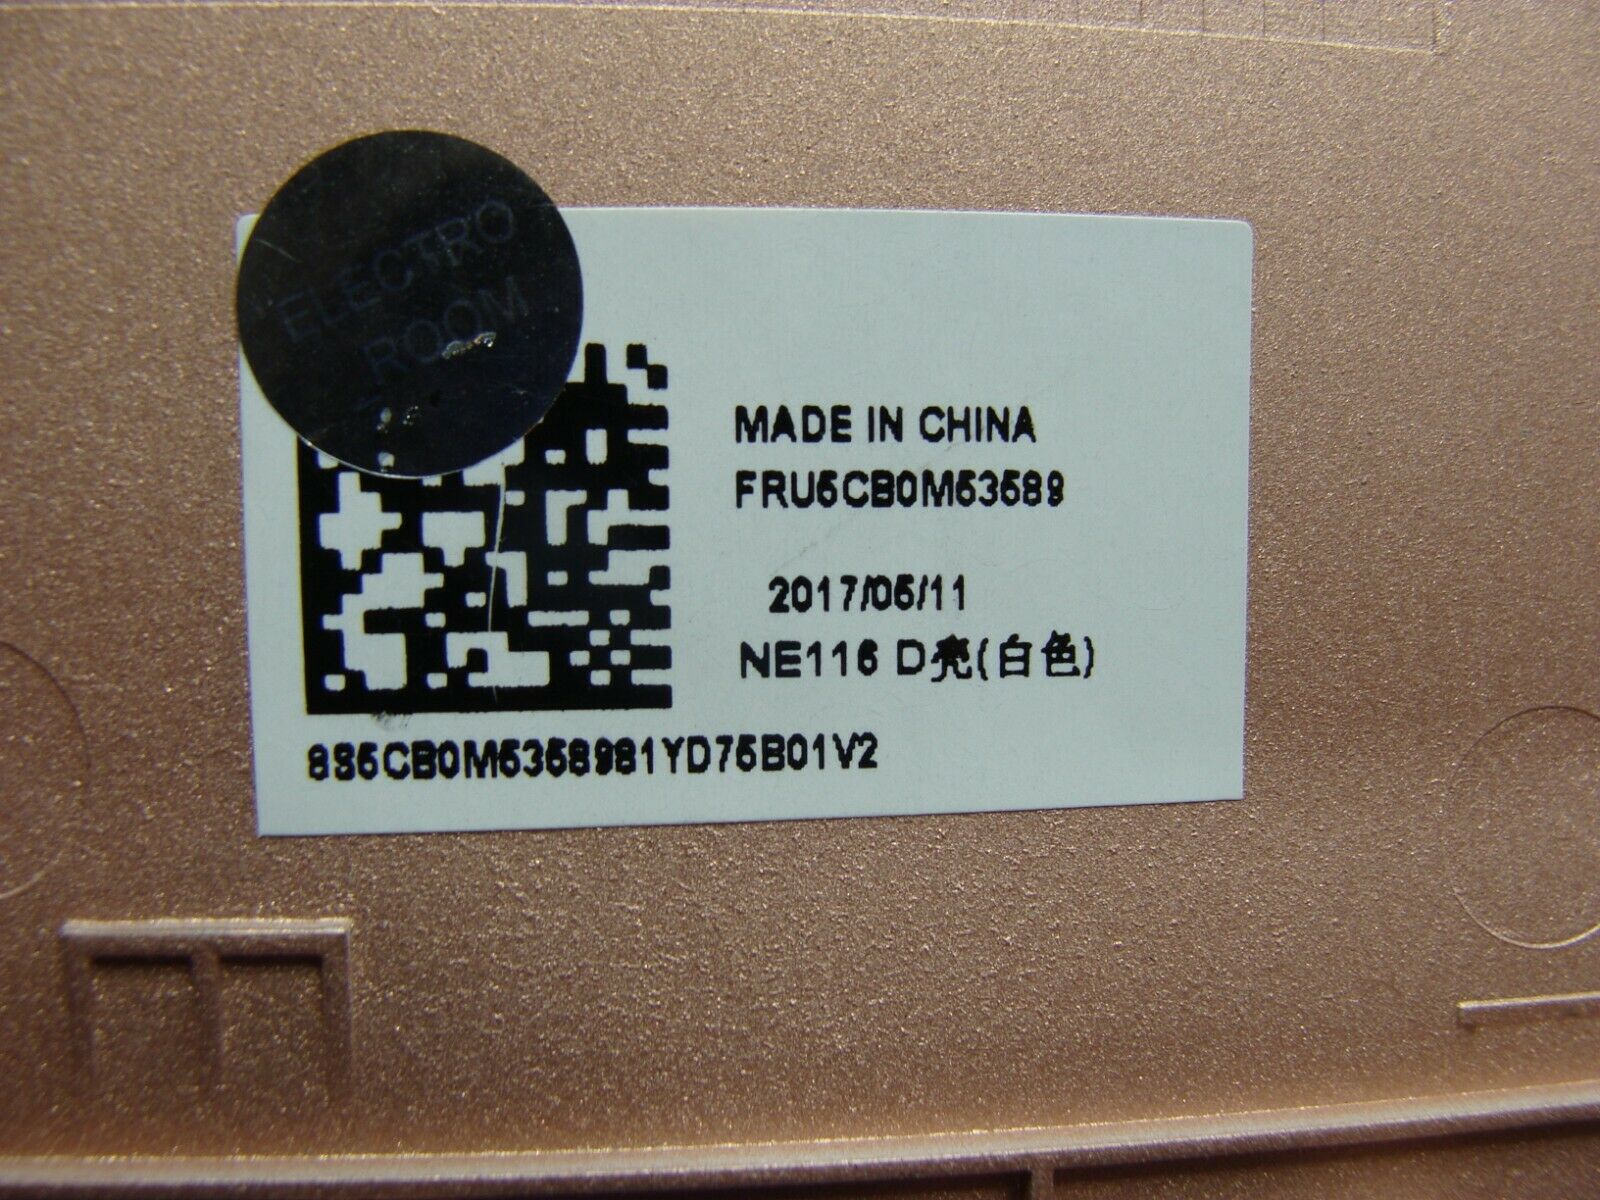 ELECTRO
ROOM
MADE IN CHINA
FRU5CB0M53589
2017/05/11
NE116 D壳(白色)
8S5CB0M5358981YD75B01V2